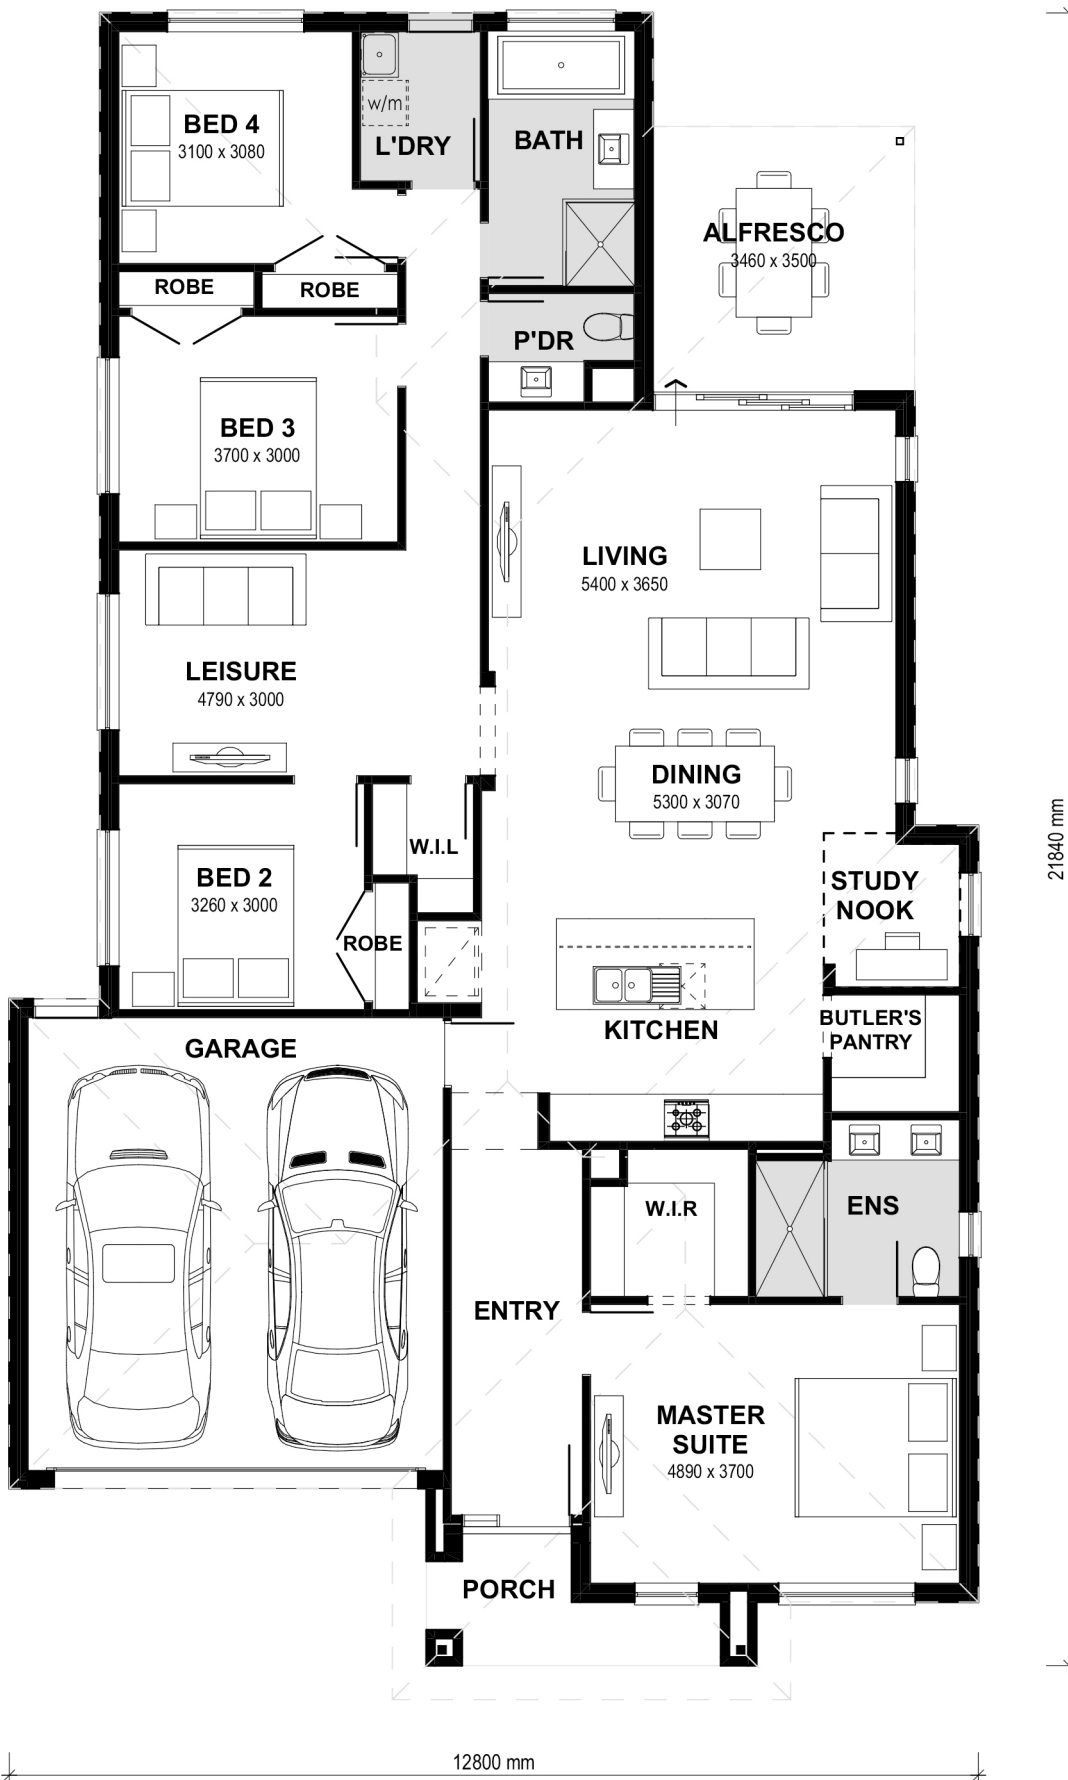 BED 4
3100 x 3080
w/m
L'DRY
BATH
ALFRESCO
3460 x 3500
ROBE
ROBE
P'DR
BED 3
3700 x 3000
LIVING
5400 x 3650
LEISURE
4790 x 3000
DINING
5300 x 3070
21840 mm
W.I.L
BED 2
3260 x 3000
STUDY
NOOK
ROBE
KITCHEN
BUTLER'S
PANTRY
GARAGE
W.I.R
ENS
ENTRY
MASTER
SUITE
4890 x 3700
PORCH
12800 mm